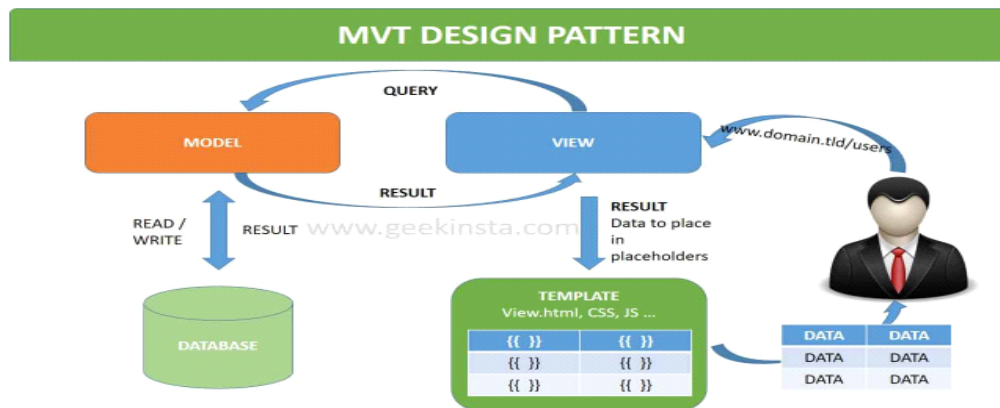 MVT DESIGN PATTERN
QUERY
MODEL
VIEW
www.domain.tld/users
RESULT
READ /
WRITE
RESULT
www.geekinsta.com
RESULT
Data to place
in
placeholders
DATABASE
TEMPLATE
View.html, CSS, JS ...
{{ }} {{ }}
{{ }} {{ }}
{{ }} {{ }}
DATA DATA
DATA DATA
DATA DATA